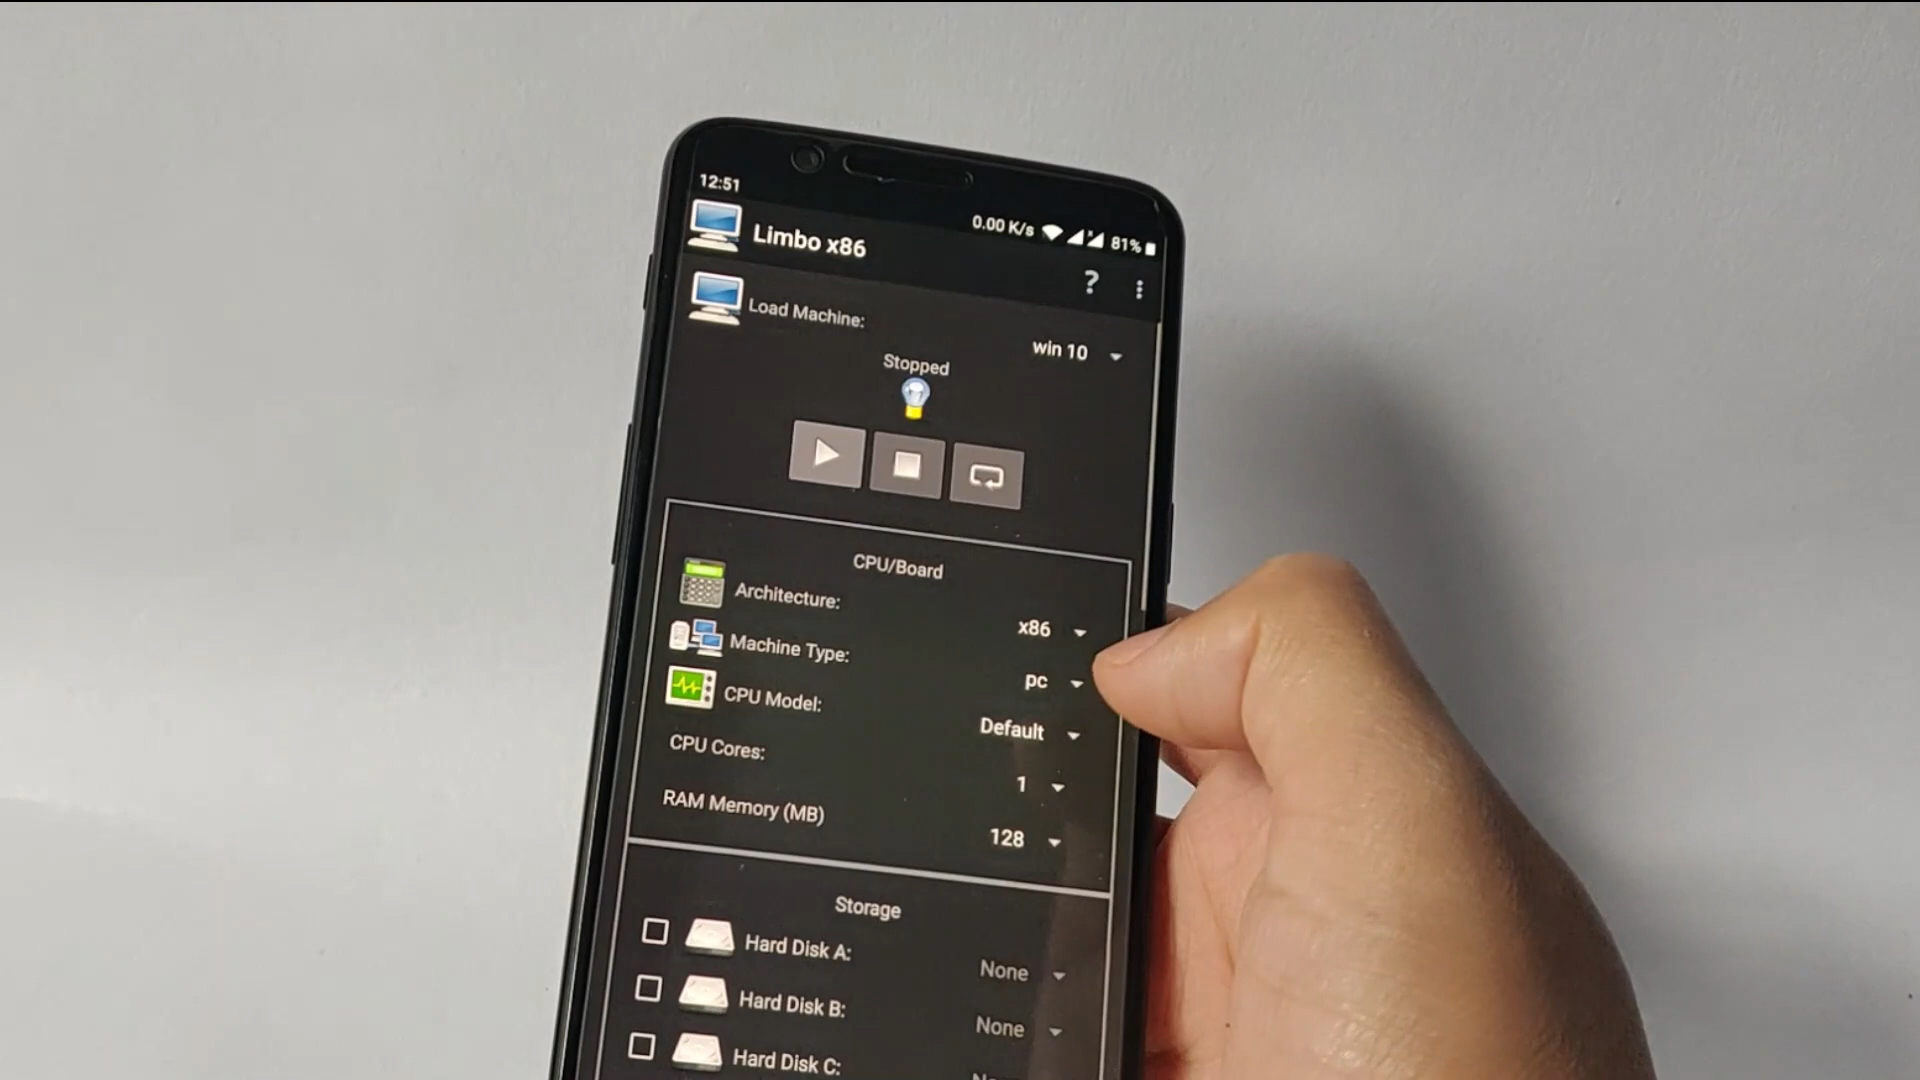 12:51
0.00 K/s 81%
Limbo x86
?
Load Machine:
win 10
Stopped
CPU/Board
Architecture:
x86
Machine Type:
pc
CPU Model:
Default
CPU Cores:
1
RAM Memory (MB)
128
Storage
Hard Disk A:
None
Hard Disk B:
None
Hard Disk C: